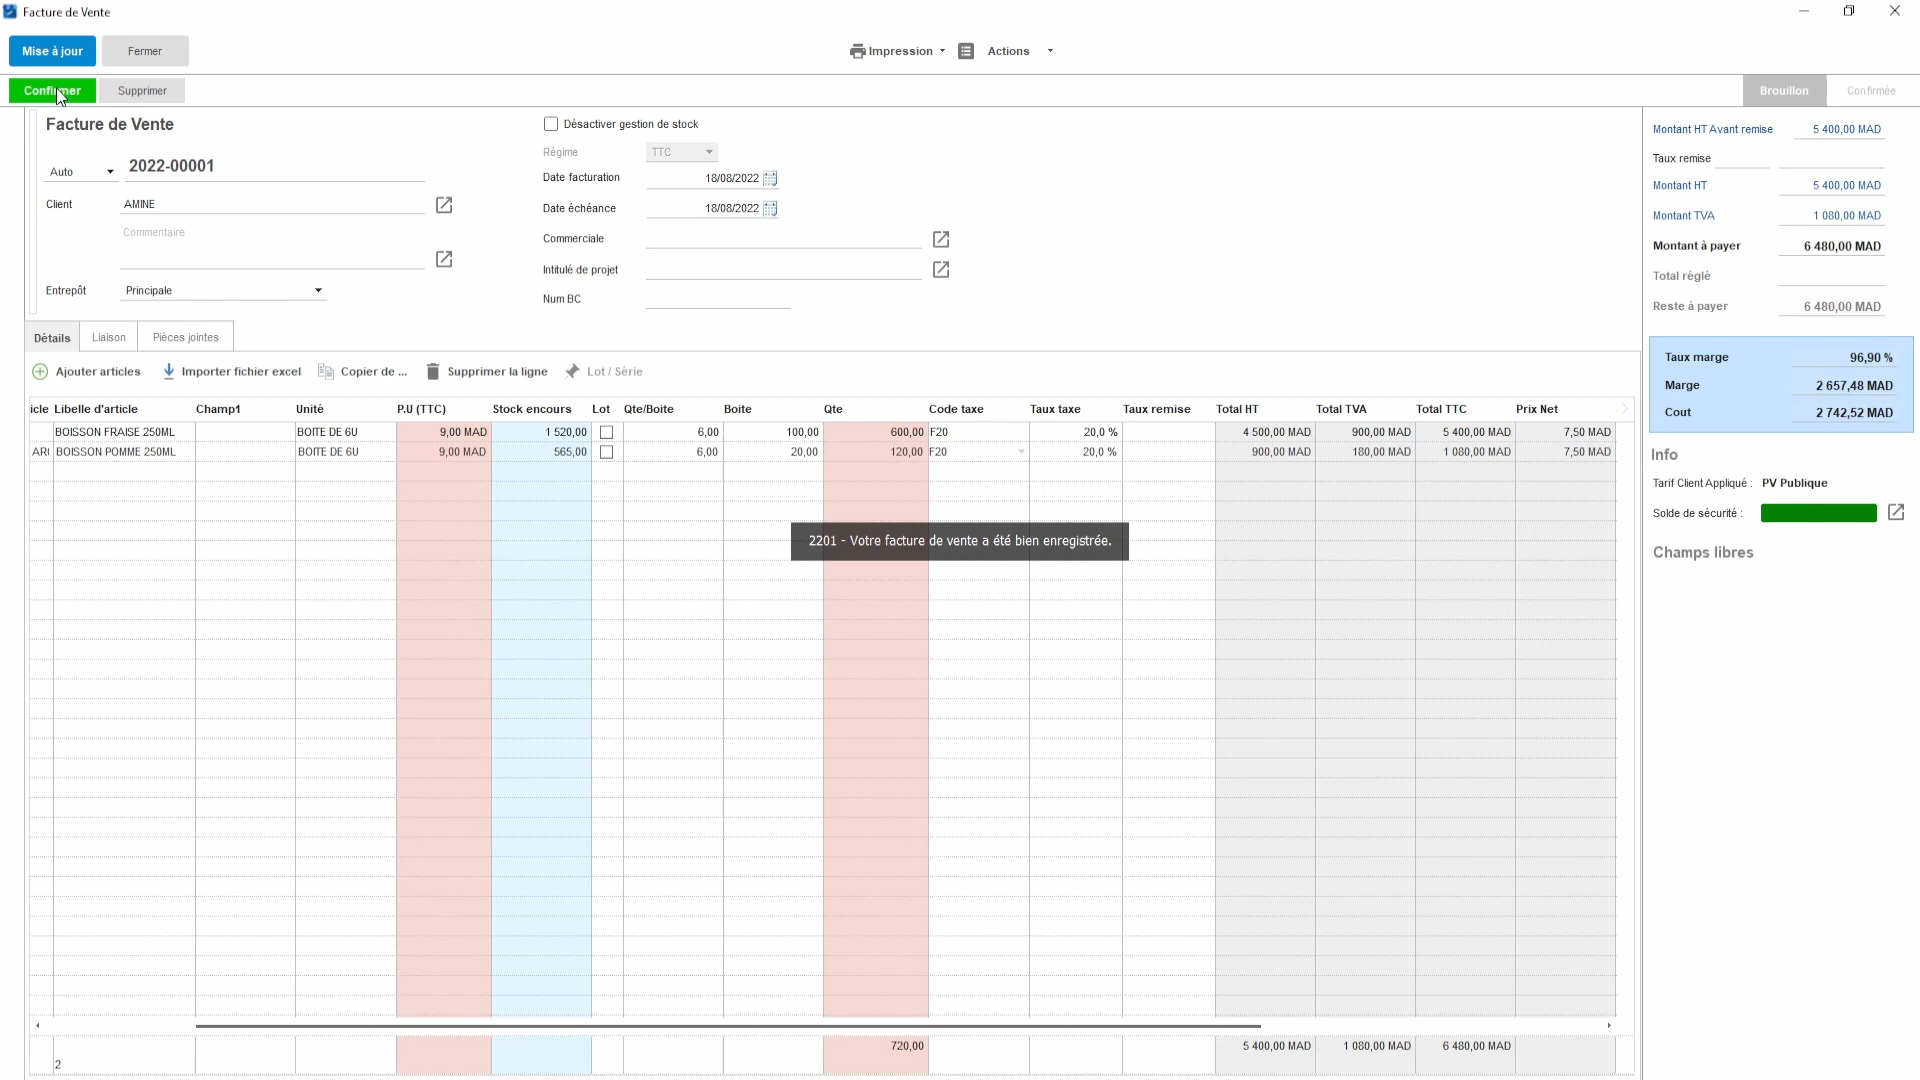 Facture de Vente
Mise à jour Fermer Impression Actions
Confirmer Supprimer Brouillon Confirmée
Facture de Vente
Auto 2022-00001
Client AMINE
Commentaire
Entrepôt Principale
Désactiver gestion de stock
Régime TTC
Date facturation 18/08/2022
Date échéance 18/08/2022
Commerciale
Intitulé de projet
Num BC
Montant HT Avant remise 5 400,00 MAD
Taux remise
Montant HT 5 400,00 MAD
Montant TVA 1 080,00 MAD
Montant à payer 6 480,00 MAD
Total réglé
Reste à payer 6 480,00 MAD
Taux marge 96,90 %
Marge 2 657,48 MAD
Cout 2 742,52 MAD
Info
Tarif Client Appliqué : PV Publique
Solde de sécurité :
Champs libres
Détails Liaison Pièces jointes
Ajouter articles Importer fichier excel Copier de ... Supprimer la ligne Lot / Série
icle Libelle d'article Champ1 Unité P.U (TTC) Stock encours Lot Qte/Boite Boite Qte Code taxe Taux taxe Taux remise Total HT Total TVA Total TTC Prix Net
BOISSON FRAISE 250ML BOITE DE 6U 9,00 MAD 1 520,00 6,00 100,00 600,00 F20 20,0 % 4 500,00 MAD 900,00 MAD 5 400,00 MAD 7,50 MAD
AR( BOISSON POMME 250ML BOITE DE 6U 9,00 MAD 565,00 6,00 20,00 120,00 F20 20,0 % 900,00 MAD 180,00 MAD 1 080,00 MAD 7,50 MAD
2201 - Votre facture de vente a été bien enregistrée.
720,00 5 400,00 MAD 1 080,00 MAD 6 480,00 MAD
2